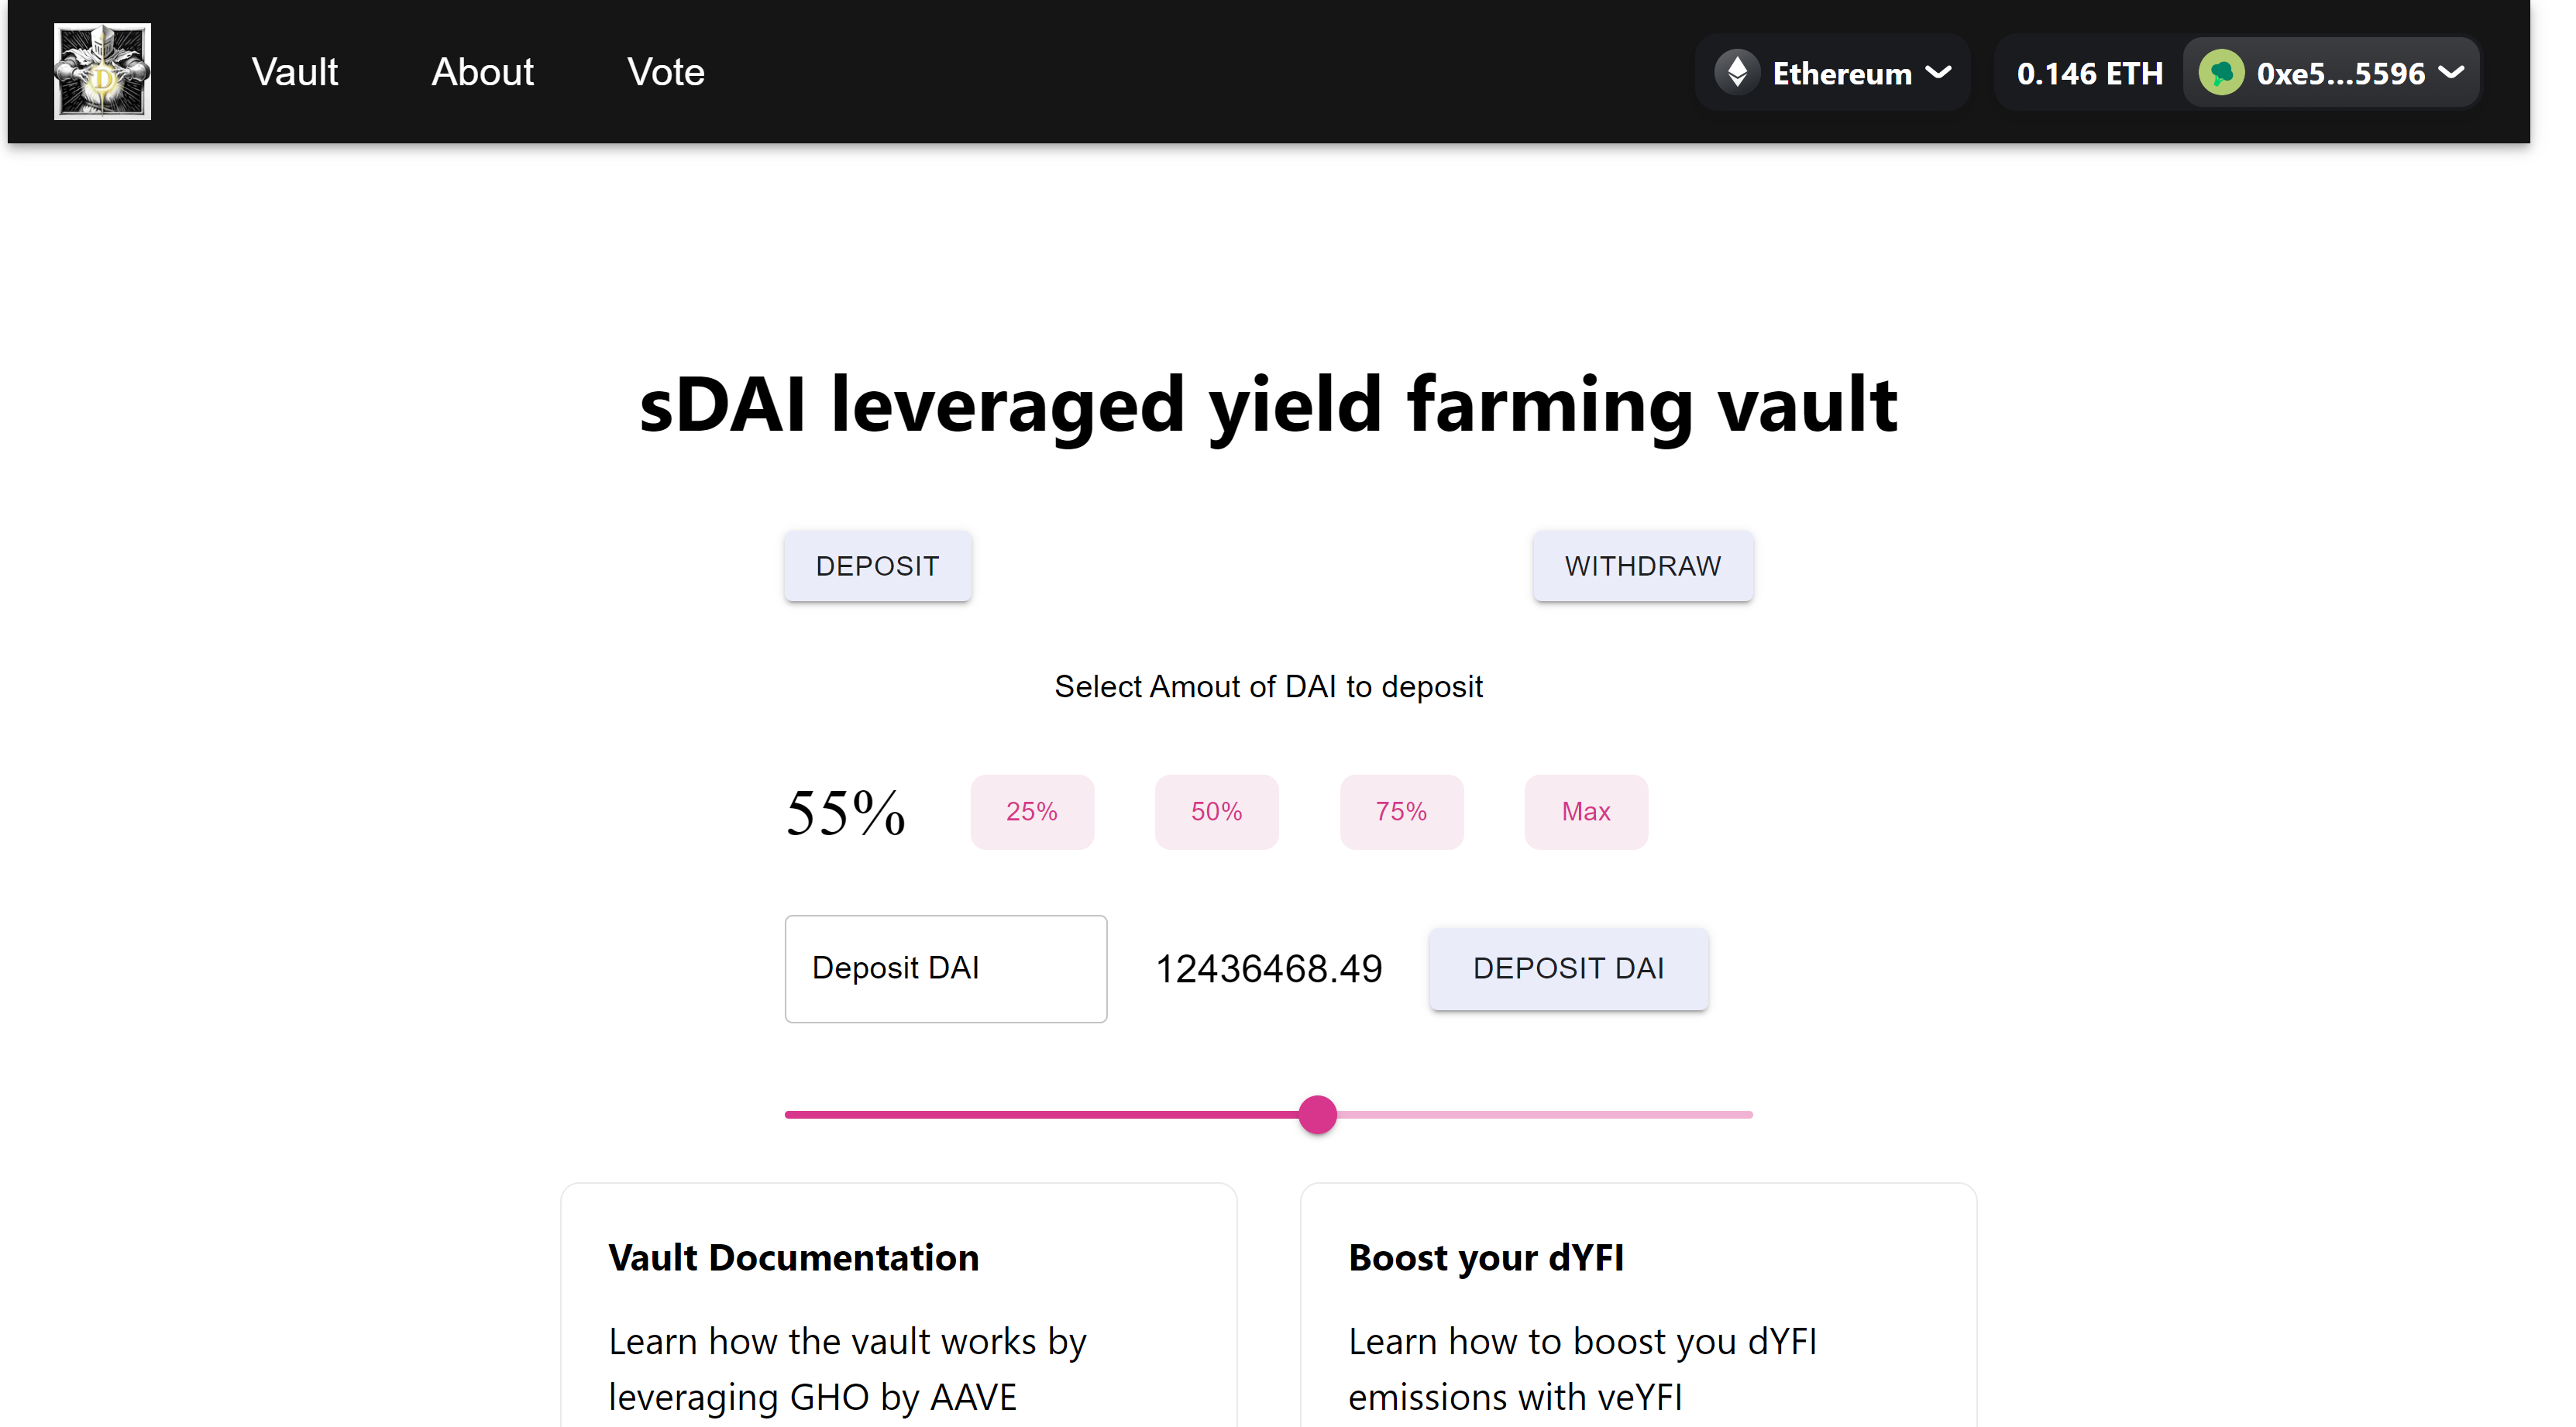 D
Vault About Vote Ethereum 0.146 ETH 0xe5...5596
sDAI leveraged yield farming vault
DEPOSIT WITHDRAW
Select Amout of DAI to deposit
55% 25% 50% 75% Max
Deposit DAI 12436468.49 DEPOSIT DAI
Vault Documentation
Learn how the vault works by
leveraging GHO by AAVE
Boost your dYFI
Learn how to boost you dYFI
emissions with veYFI